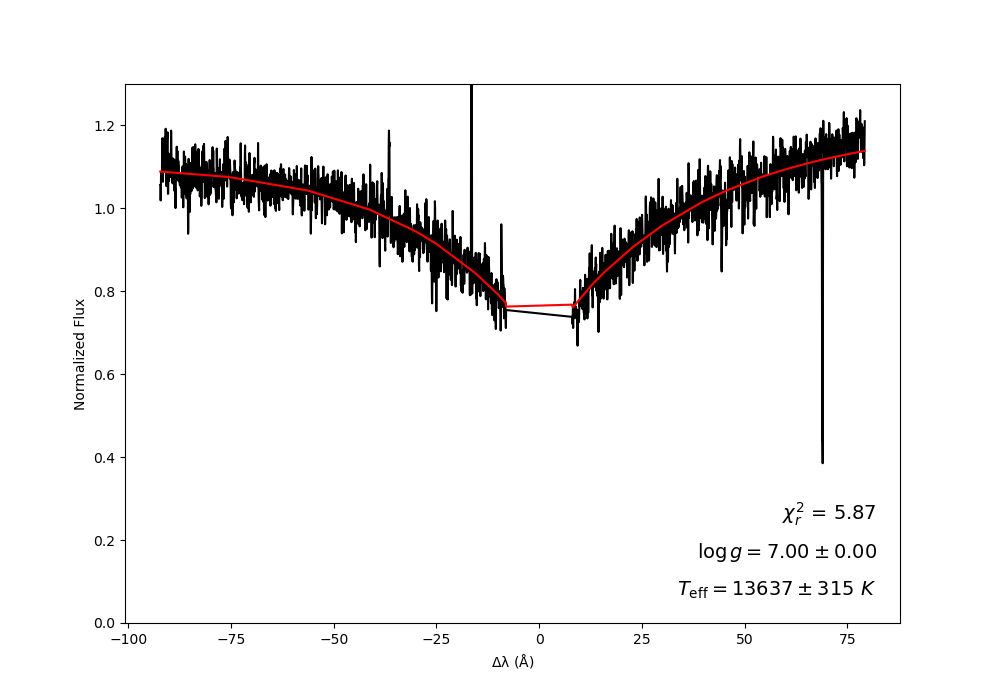 1.2
1.0
0.8
0.6
0.4
0.2
0.0
Normalized Flux
χ²ᵣ = 5.87
log g = 7.00 ± 0.00
T_eff = 13637 ± 315 K
−100 −75 −50 −25 0 25 50 75
Δλ (Å)